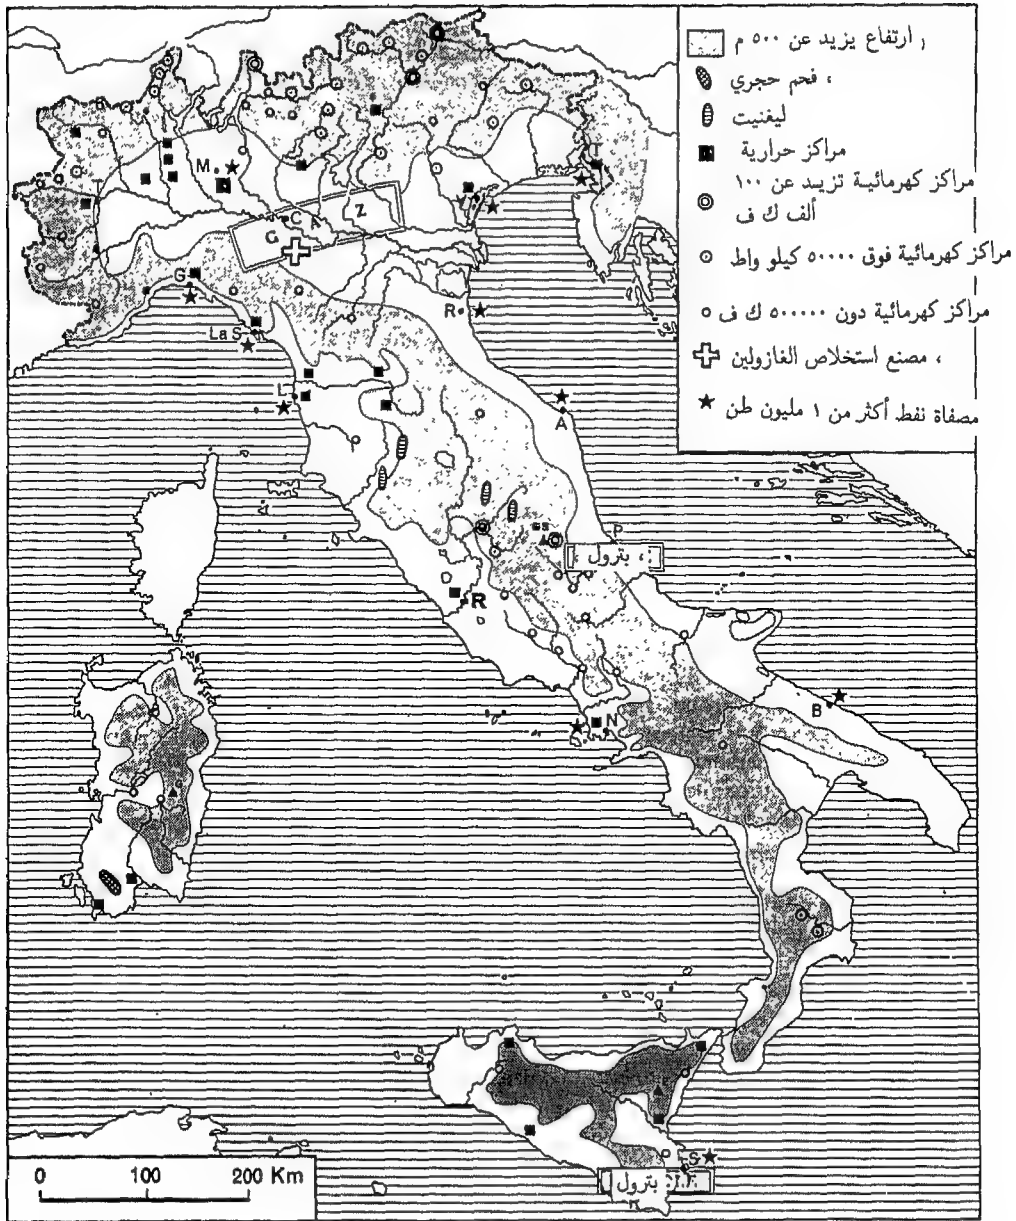 ارتفاع يزيد عن ٥٠٠ م
، فحم حجري
ليغنيت
مراكز حرارية
مراكز كهرمائية تزيد عن ١٠٠
ألف ك ف
مراكز كهرمائية فوق ٥٠٠٠٠ كيلو واط
مراكز كهرمائية دون ٥٠٠٠٠٠ ك ف
، مصنع استخلاص الغازولين
مصفاة نفط أكثر من ١ مليون طن
T
M
T
V
Z
C A
G
G
R
La S
L
A
P
، بترول ،
R
B
N
S
بترول
0 100 200 Km